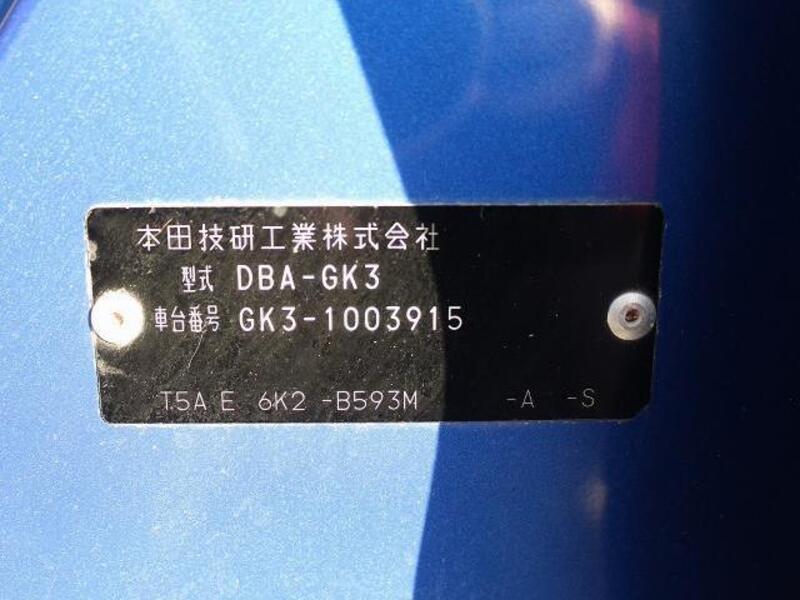 本田技研工業株式会社
型式 DBA-GK3
車台番号 GK3-1003915
T5A E 6K2 -B593M -A -S